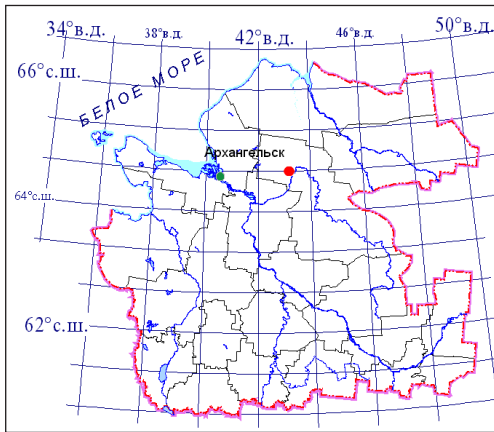 34°в.д.
38°в.д.
42°в.д.
46°в.д.
50°в.д.
66°с.ш.
БЕЛОЕ МОРЕ
Архангельск
64°с.ш.
62°с.ш.